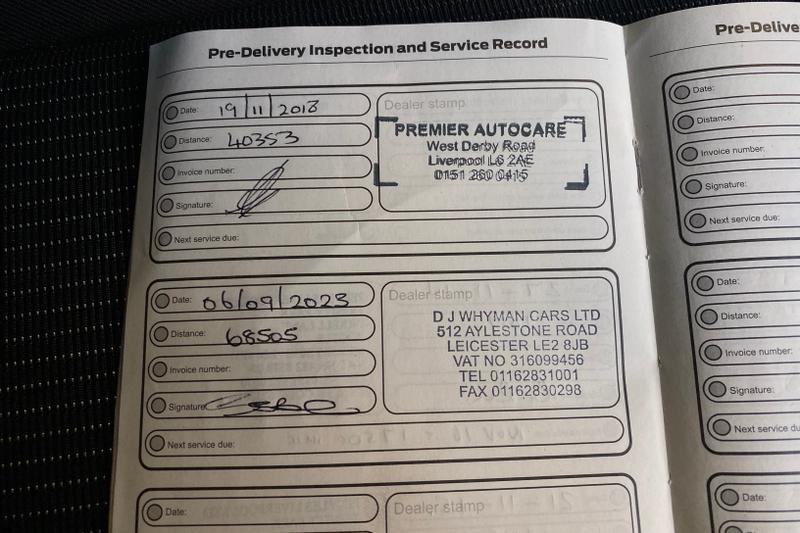 Pre-Delivery Inspection and Service Record
Date: 19/11/2018
Distance: 40353
Invoice number:
Signature:
Next service due:
Dealer stamp
PREMIER AUTOCARE
West Derby Road
Liverpool L6 2AE
0151 260 0415
Date: 06/09/2023
Distance: 68505
Invoice number:
Signature
Next service due:
Dealer stamp
D J WHYMAN CARS LTD
512 AYLESTONE ROAD
LEICESTER LE2 8JB
VAT NO 316099456
TEL 01162831001
FAX 01162830298
Date:
Dealer stamp
Pre-Delive
Date:
Distance:
Invoice number:
Signature:
Next service due:
Date:
Distance:
Invoice number:
Signature:
Next service du
Date: